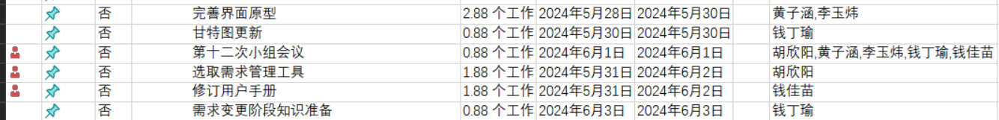 否 完善界面原型 2.88 个工作 2024年5月28日 2024年5月30日 黄子涵,李玉炜
否 甘特图更新 0.88 个工作 2024年5月30日 2024年5月30日 钱丁瑜
否 第十二次小组会议 0.88 个工作 2024年6月1日 2024年6月1日 胡欣阳,黄子涵,李玉炜,钱丁瑜,钱佳苗
否 选取需求管理工具 1.88 个工作 2024年5月31日 2024年6月2日 胡欣阳
否 修订用户手册 1.88 个工作 2024年5月31日 2024年6月2日 钱佳苗
否 需求变更阶段知识准备 0.88 个工作 2024年6月3日 2024年6月3日 钱丁瑜